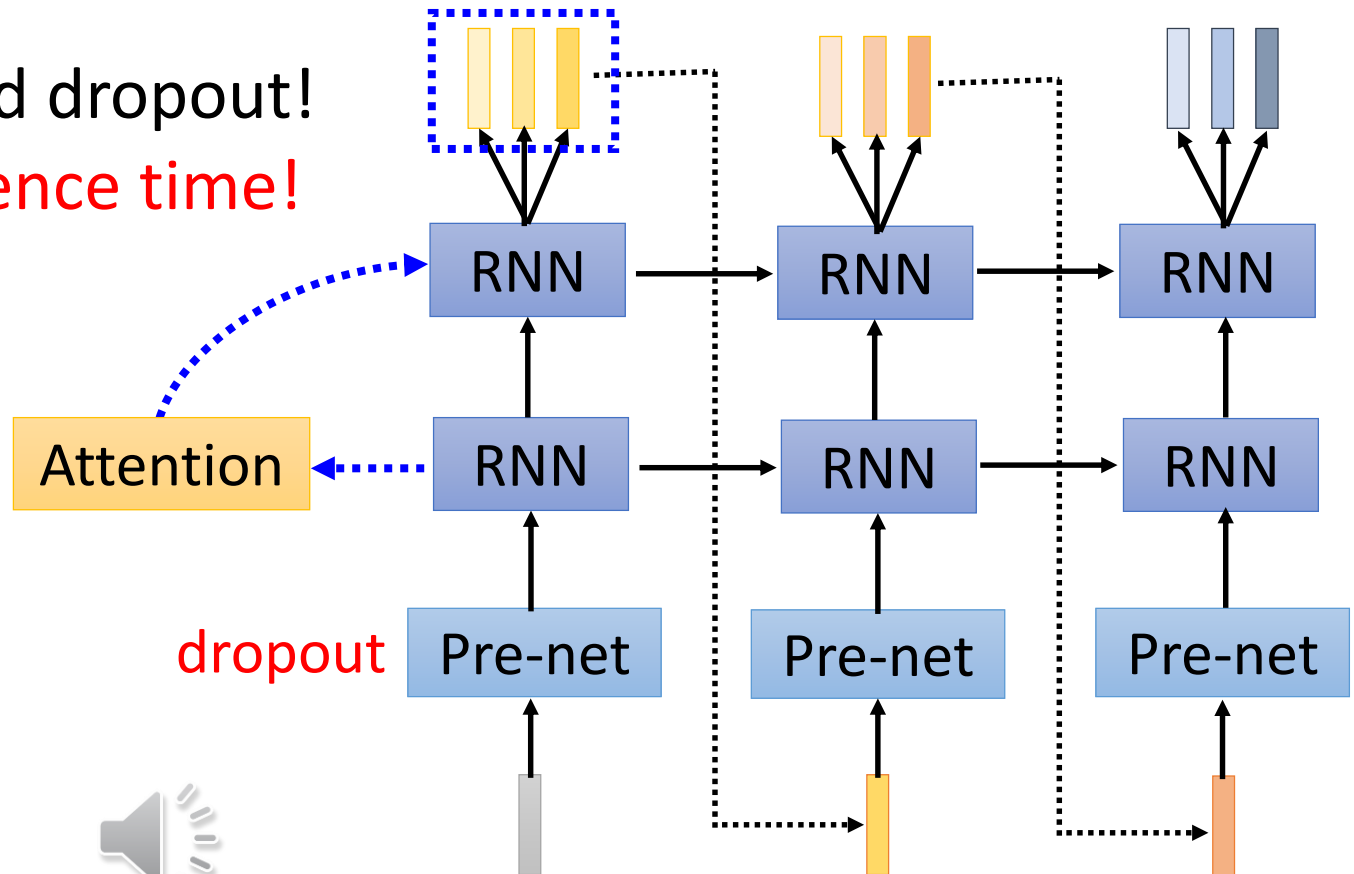 d dropout!
ence time!
RNN RNN RNN
Attention RNN RNN RNN
dropout Pre-net Pre-net Pre-net